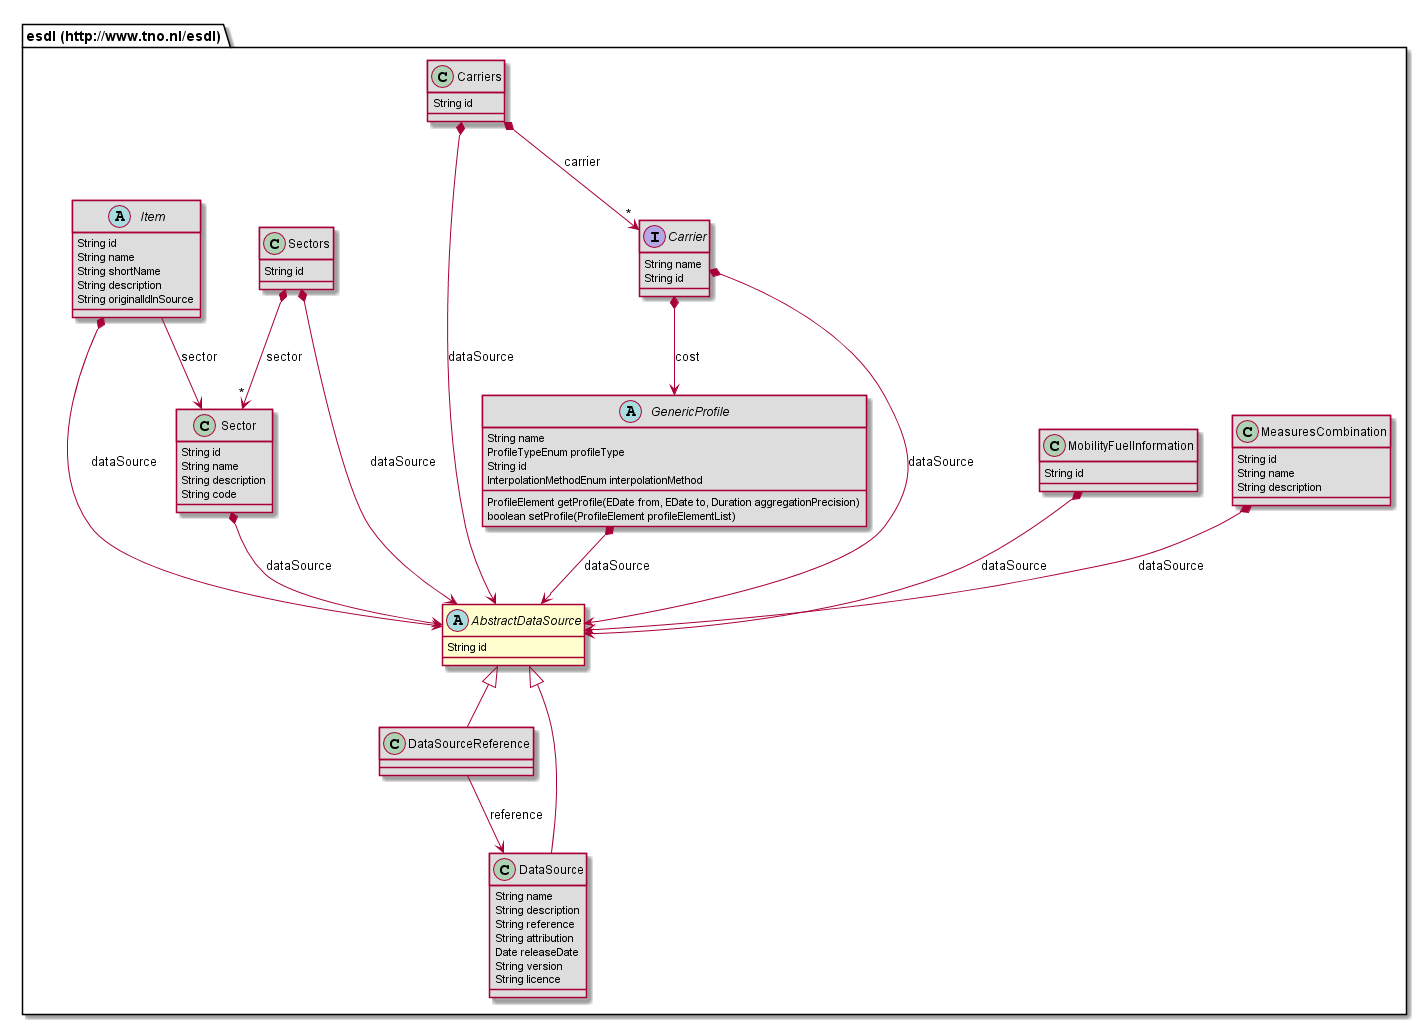 esdl (http://www.tno.nl/esdl)
C Carriers
String id
carrier
*
A Item
String id
String name
String shortName
String description
String originalIdInSource
C Sectors
String id
I Carrier
String name
String id
sector
sector
dataSource
cost
*
C Sector
String id
String name
String description
String code
A GenericProfile
String name
ProfileTypeEnum profileType
String id
InterpolationMethodEnum interpolationMethod
ProfileElement getProfile(EDate from, EDate to, Duration aggregationPrecision)
boolean setProfile(ProfileElement profileElementList)
C MobilityFuelInformation
String id
C MeasuresCombination
String id
String name
String description
dataSource
dataSource
dataSource
dataSource
dataSource
dataSource
dataSource
A AbstractDataSource
String id
C DataSourceReference
reference
C DataSource
String name
String description
String reference
String attribution
Date releaseDate
String version
String licence